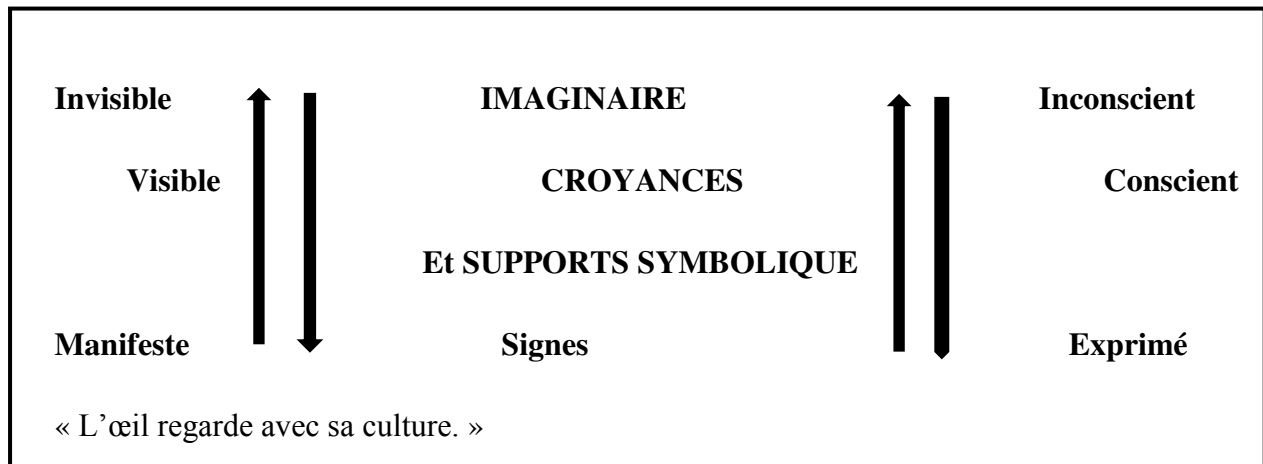 Invisible IMAGINAIRE Inconscient
Visible CROYANCES Conscient
Et SUPPORTS SYMBOLIQUE
Manifeste Signes Exprimé
« L’œil regarde avec sa culture. »